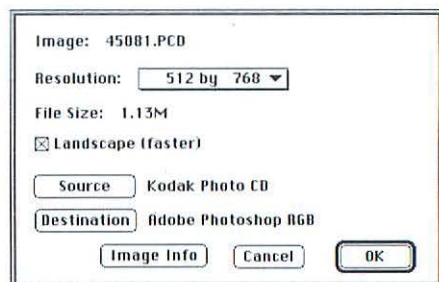 Image: 45081.PCD
Resolution: 512 by 768
File Size: 1.13M
Landscape (faster)
Source Kodak Photo CD
Destination Adobe Photoshop RGB
Image Info Cancel OK